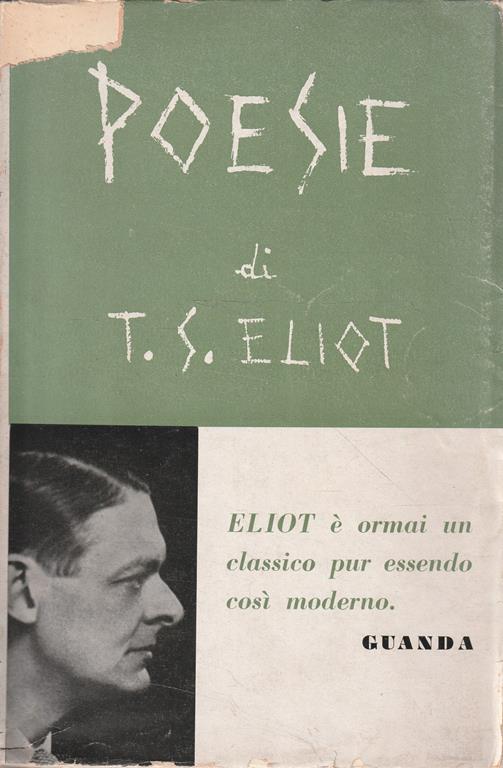 POESIE
di
T. S. ELIOT
ELIOT è ormai un
classico pur essendo
così moderno.
GUANDA